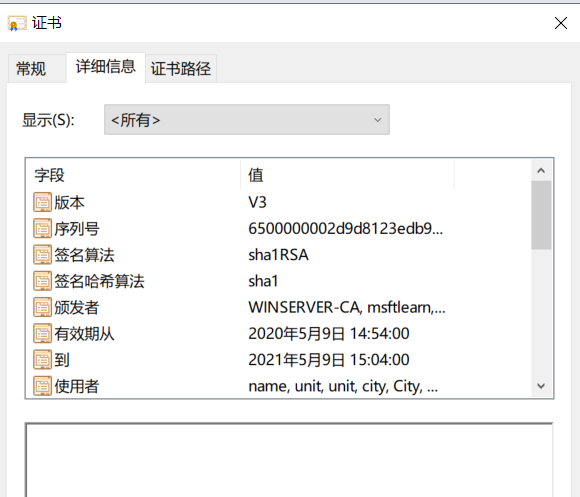 证书
常规 详细信息 证书路径
显示(S): <所有>
字段 值
版本 V3
序列号 6500000002d9d8123edb9...
签名算法 sha1RSA
签名哈希算法 sha1
颁发者 WINSERVER-CA, msftlearn,...
有效期从 2020年5月9日 14:54:00
到 2021年5月9日 15:04:00
使用者 name, unit, unit, city, City, ...